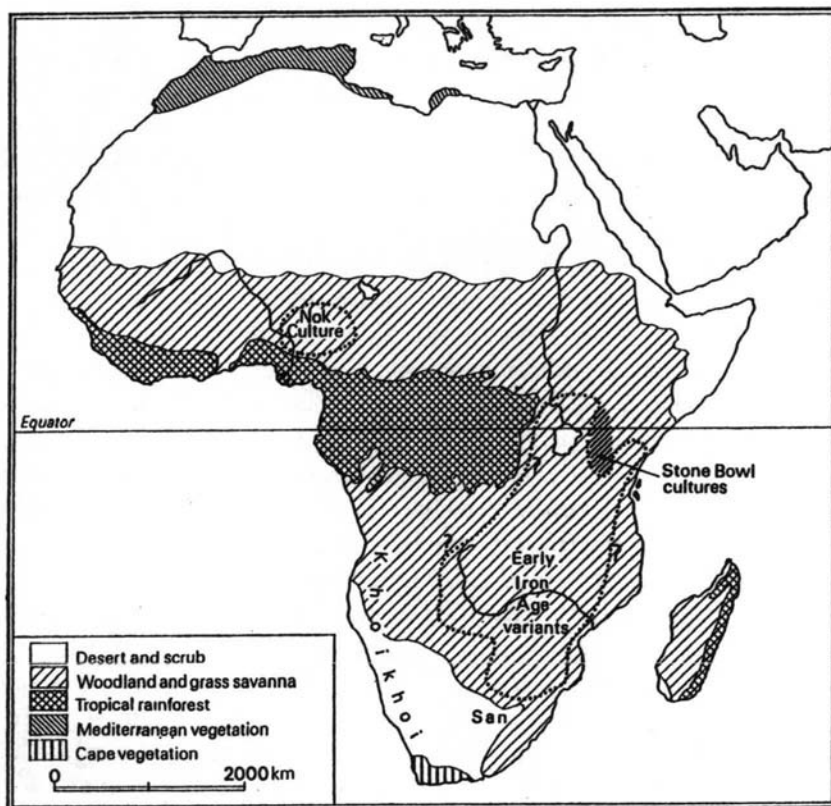 Nok
Culture
Equator
Stone Bowl
cultures
Early
Iron
Age
variants
Khoikhoi
San
Desert and scrub
Woodland and grass savanna
Tropical rainforest
Mediterranean vegetation
Cape vegetation
0 2000 km